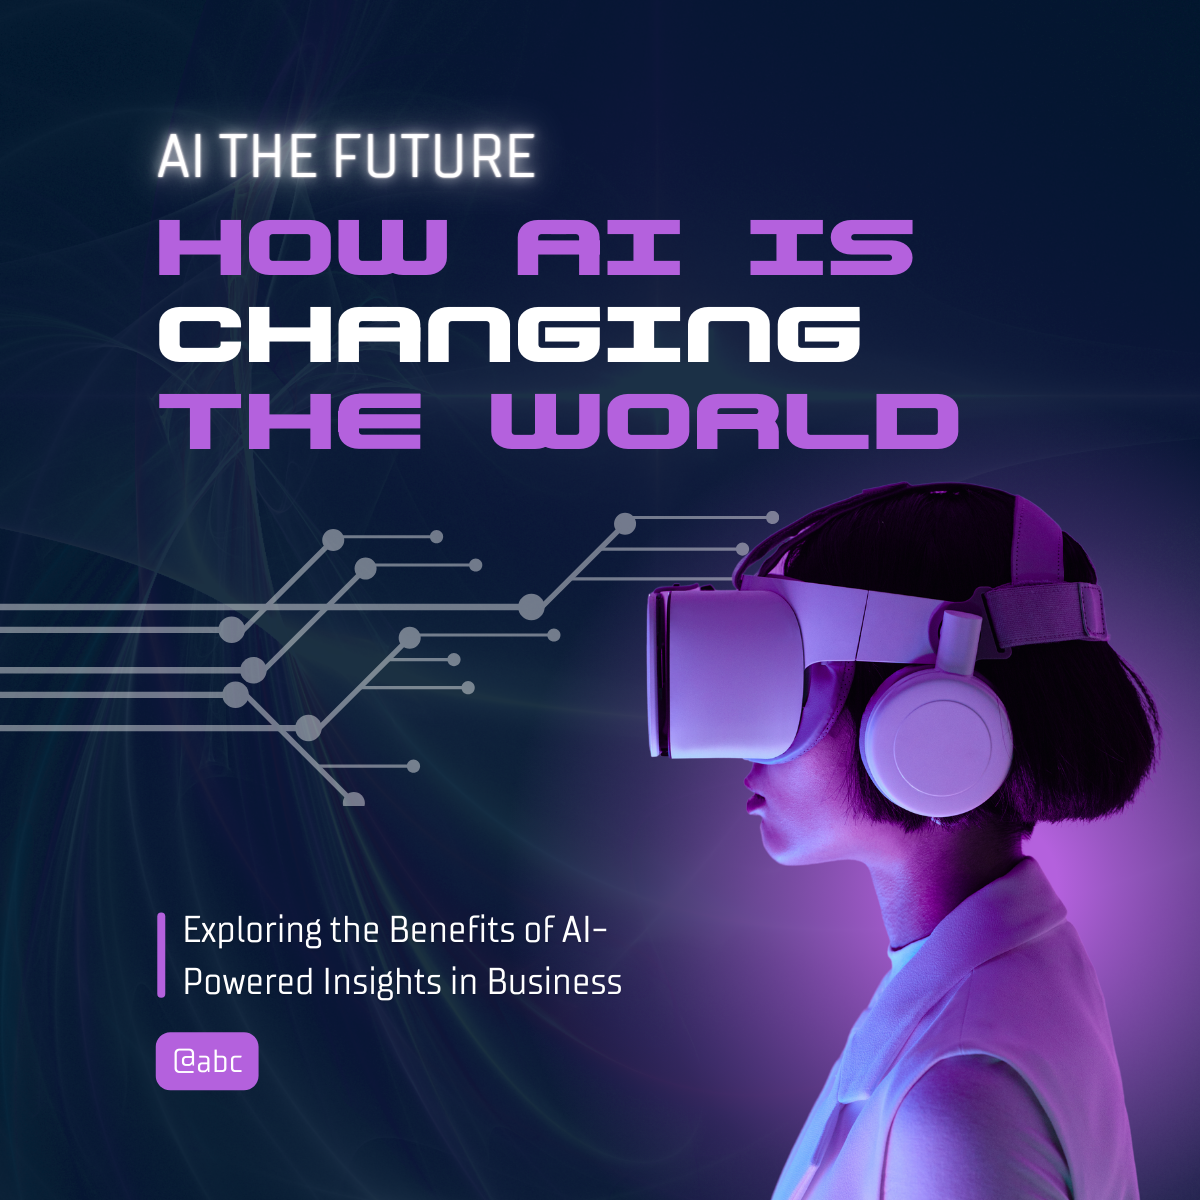 AI THE FUTURE
HOW AI IS
CHANGING
THE WORLD
Exploring the Benefits of AI-
Powered Insights in Business
@abc